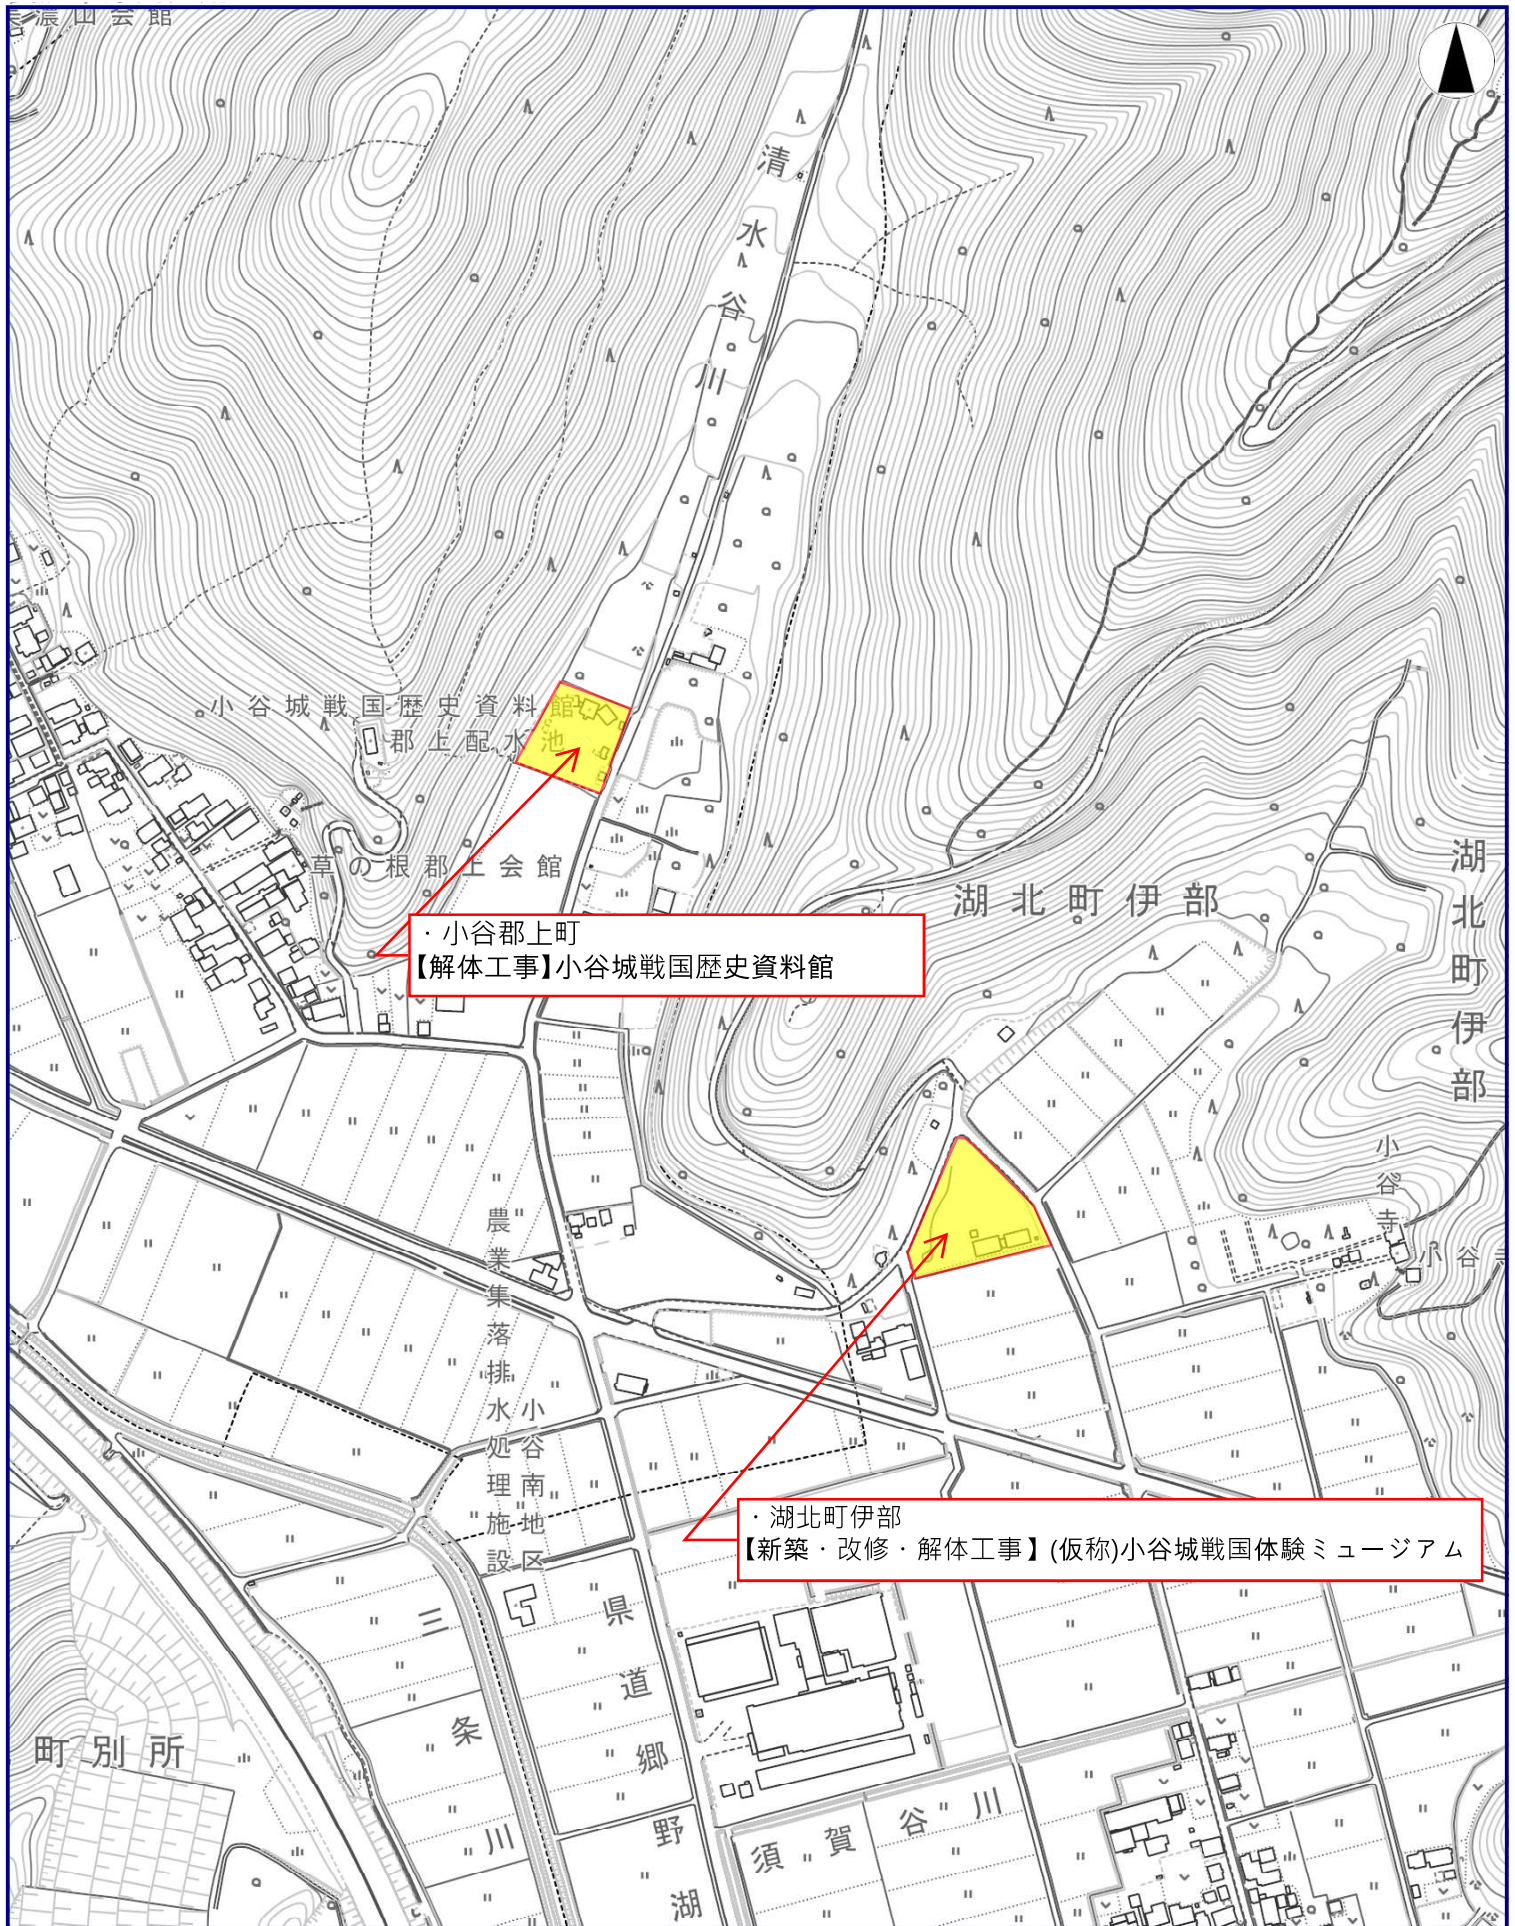 美濃山会館
清水谷川
小谷城戦国歴史資料館
郡上配水池
草の根郡上会館
湖北町伊部
湖北町伊部
・小谷郡上町
【解体工事】小谷城戦国歴史資料館
小谷寺
小谷寺
農業集落排水処理施設
小谷南地区
・湖北町伊部
【新築・改修・解体工事】(仮称)小谷城戦国体験ミュージアム
三条川
県道郷野湖
町別所
須賀谷川